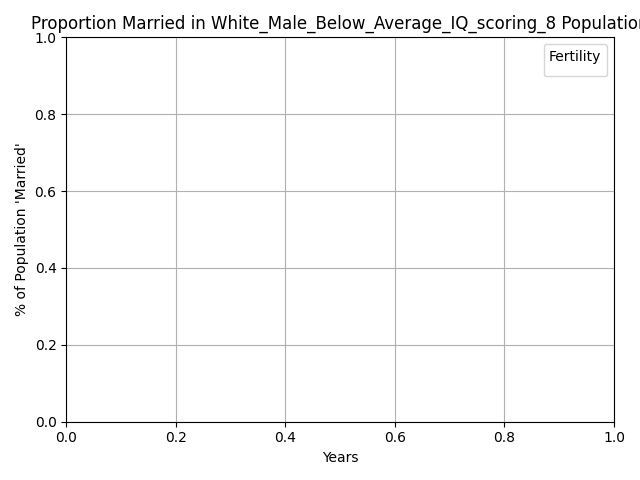 Proportion Married in White_Male_Below_Average_IQ_scoring_8 Population
Fertility
% of Population 'Married'
1.0
0.8
0.6
0.4
0.2
0.0
0.0 0.2 0.4 0.6 0.8 1.0
Years